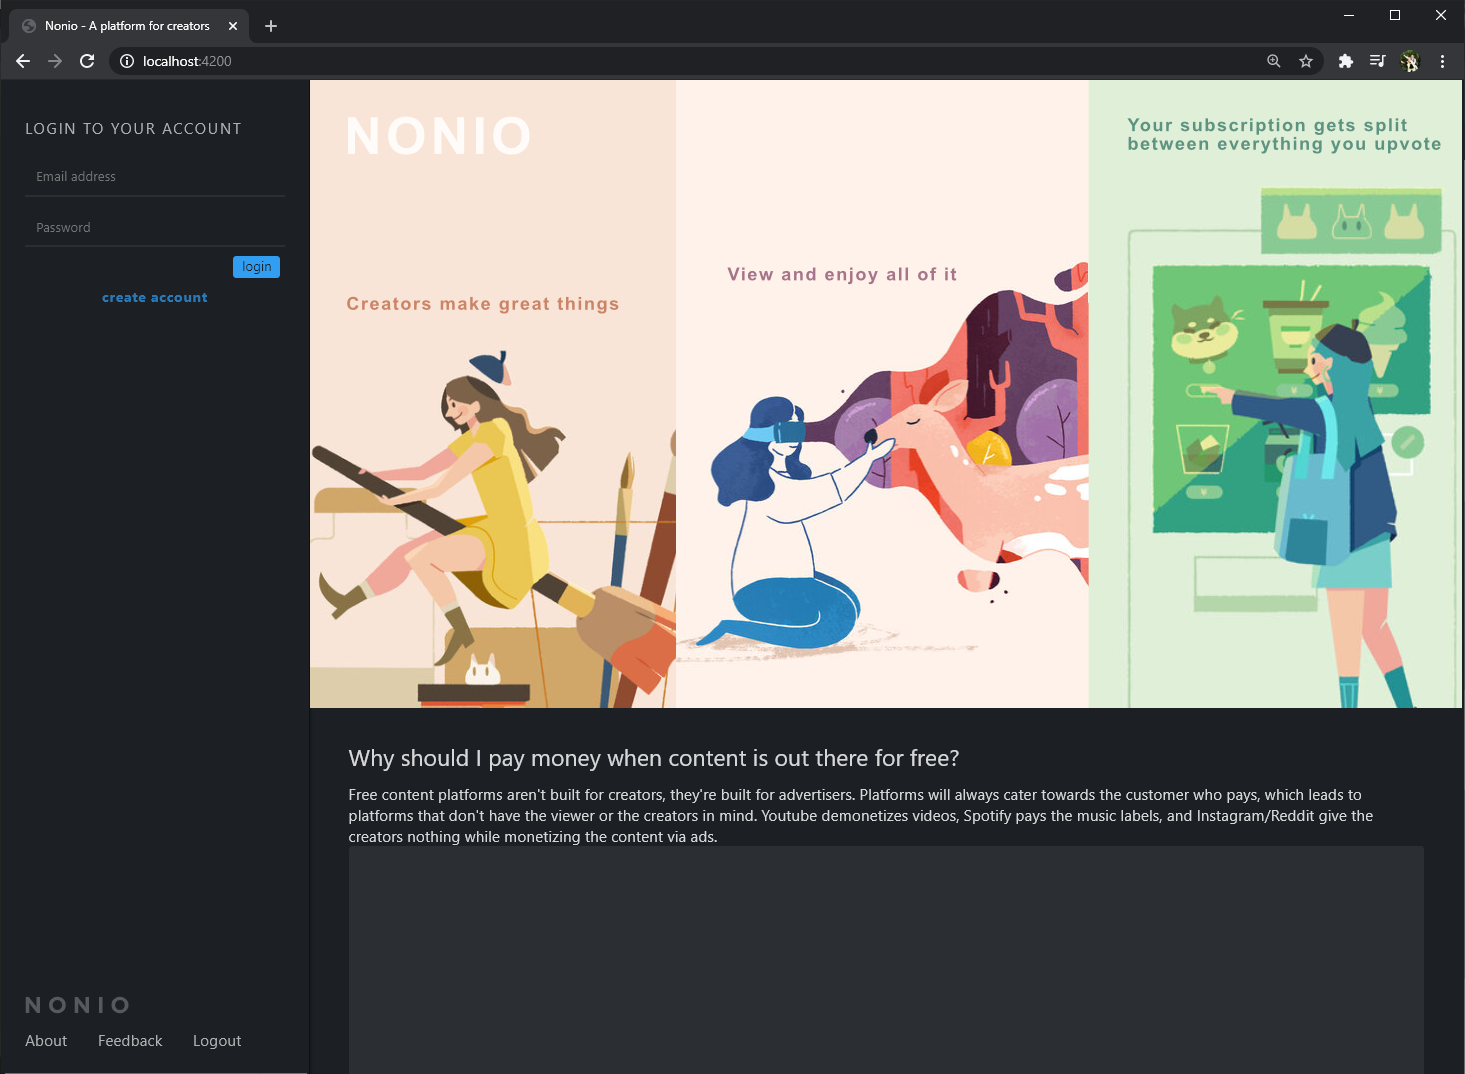 Nonio - A platform for creators
localhost:4200
LOGIN TO YOUR ACCOUNT
Email address
Password
login
create account
NONIO
Creators make great things
View and enjoy all of it
Your subscription gets split
between everything you upvote
Why should I pay money when content is out there for free?
Free content platforms aren't built for creators, they're built for advertisers. Platforms will always cater towards the customer who pays, which leads to
platforms that don't have the viewer or the creators in mind. Youtube demonetizes videos, Spotify pays the music labels, and Instagram/Reddit give the
creators nothing while monetizing the content via ads.
NONIO
About Feedback Logout